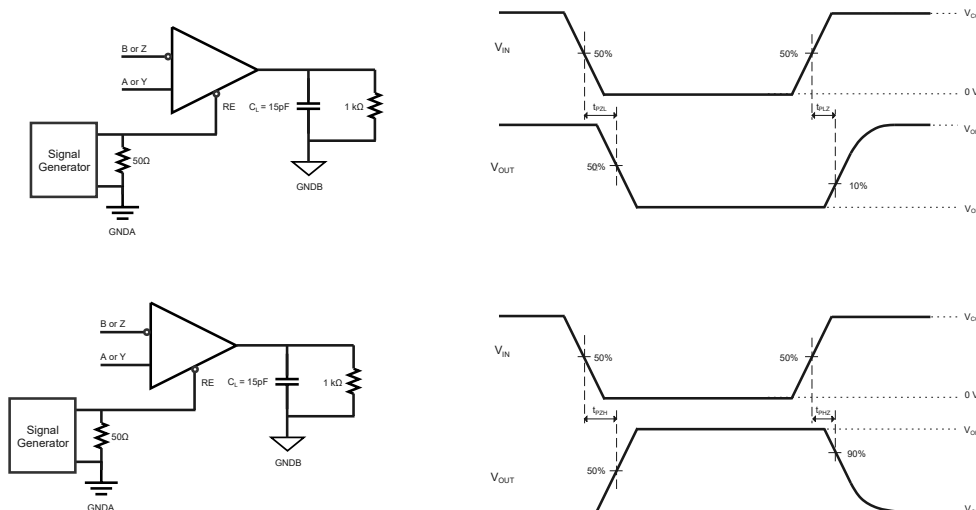 B or Z
A or Y
RE
C_L = 15pF
1 kΩ
Signal
Generator
50Ω
GNDA
GNDB
V_IN
50%
50%
0 V
t_PZL
t_PLZ
V_OUT
50%
10%
B or Z
A or Y
RE
C_L = 15pF
1 kΩ
Signal
Generator
50Ω
GNDA
GNDB
V_IN
50%
50%
0 V
t_PZH
t_PHZ
V_OUT
50%
90%